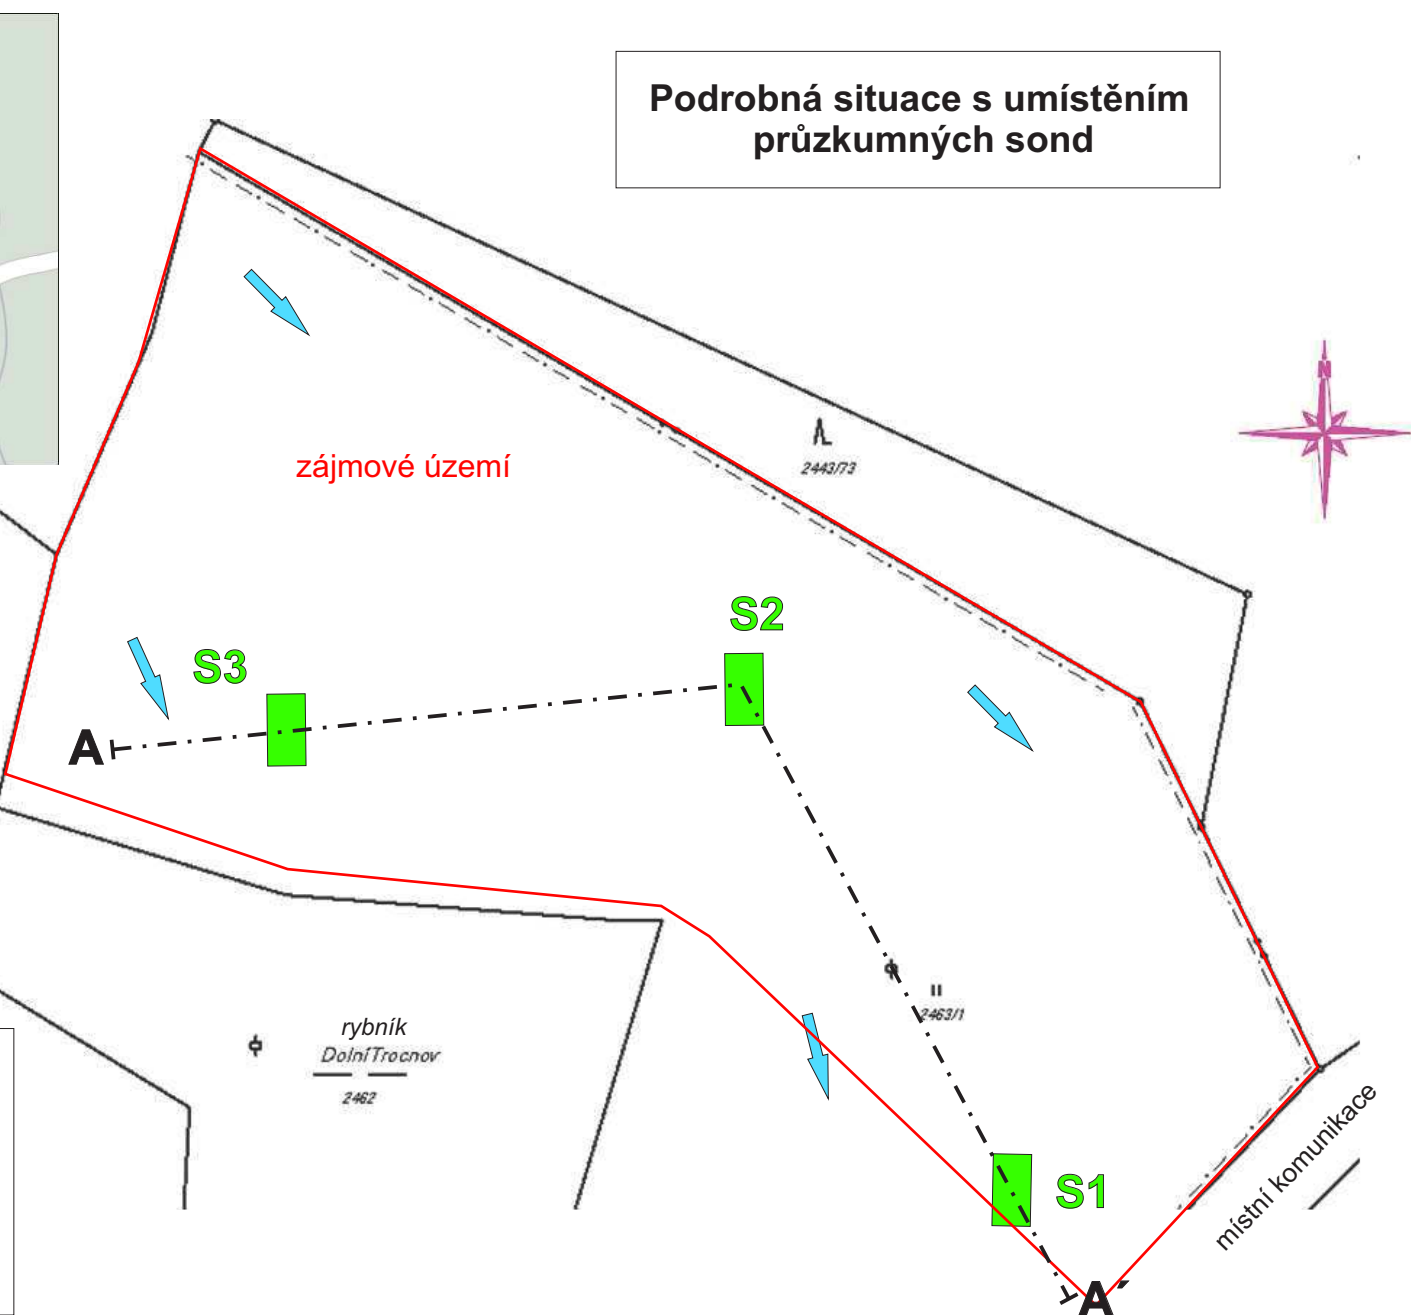 Podrobná situace s umístěním
průzkumných sond
N
zájmové území
2443/73
S2
S3
A
2463/1
rybník
Dolní Trocnov
2462
S1
místní komunikace
A´